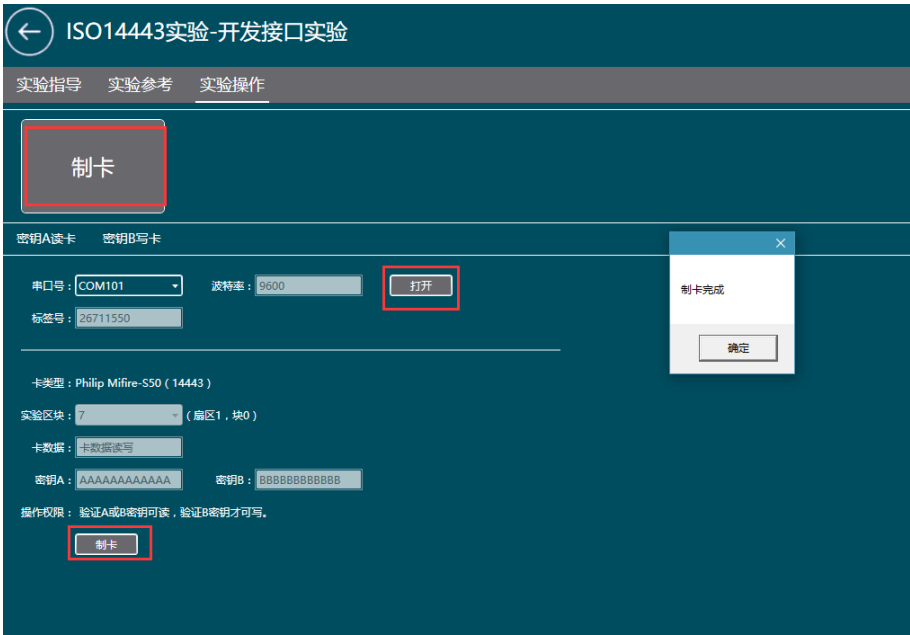 ISO14443实验-开发接口实验
实验指导 实验参考 实验操作
制卡
密钥A读卡 密钥B写卡
串口号： COM101 波特率： 9600 打开
标签号： 26711550
卡类型：Philip Mifire-S50（14443）
实验区块： 7 （扇区1，块0）
卡数据： 卡数据读写
密钥A： AAAAAAAAAAAA 密钥B： BBBBBBBBBBBB
操作权限： 验证A或B密钥可读，验证B密钥才可写。
制卡
制卡完成
确定